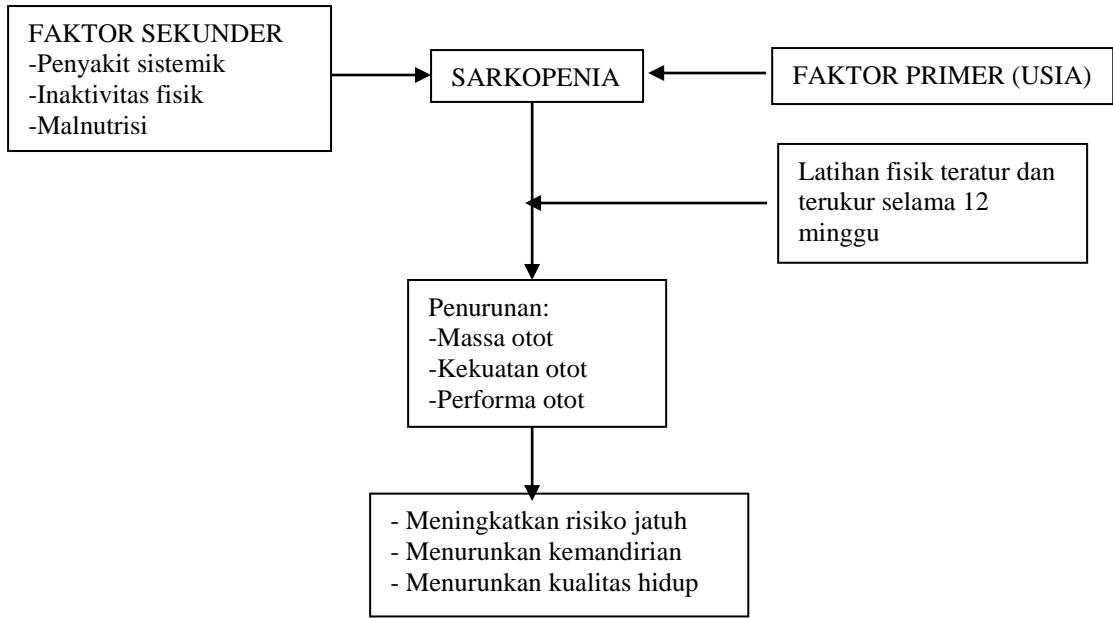 FAKTOR SEKUNDER
-Penyakit sistemik
-Inaktivitas fisik
-Malnutrisi
SARKOPENIA
FAKTOR PRIMER (USIA)
Latihan fisik teratur dan
terukur selama 12
minggu
Penurunan:
-Massa otot
-Kekuatan otot
-Performa otot
- Meningkatkan risiko jatuh
- Menurunkan kemandirian
- Menurunkan kualitas hidup